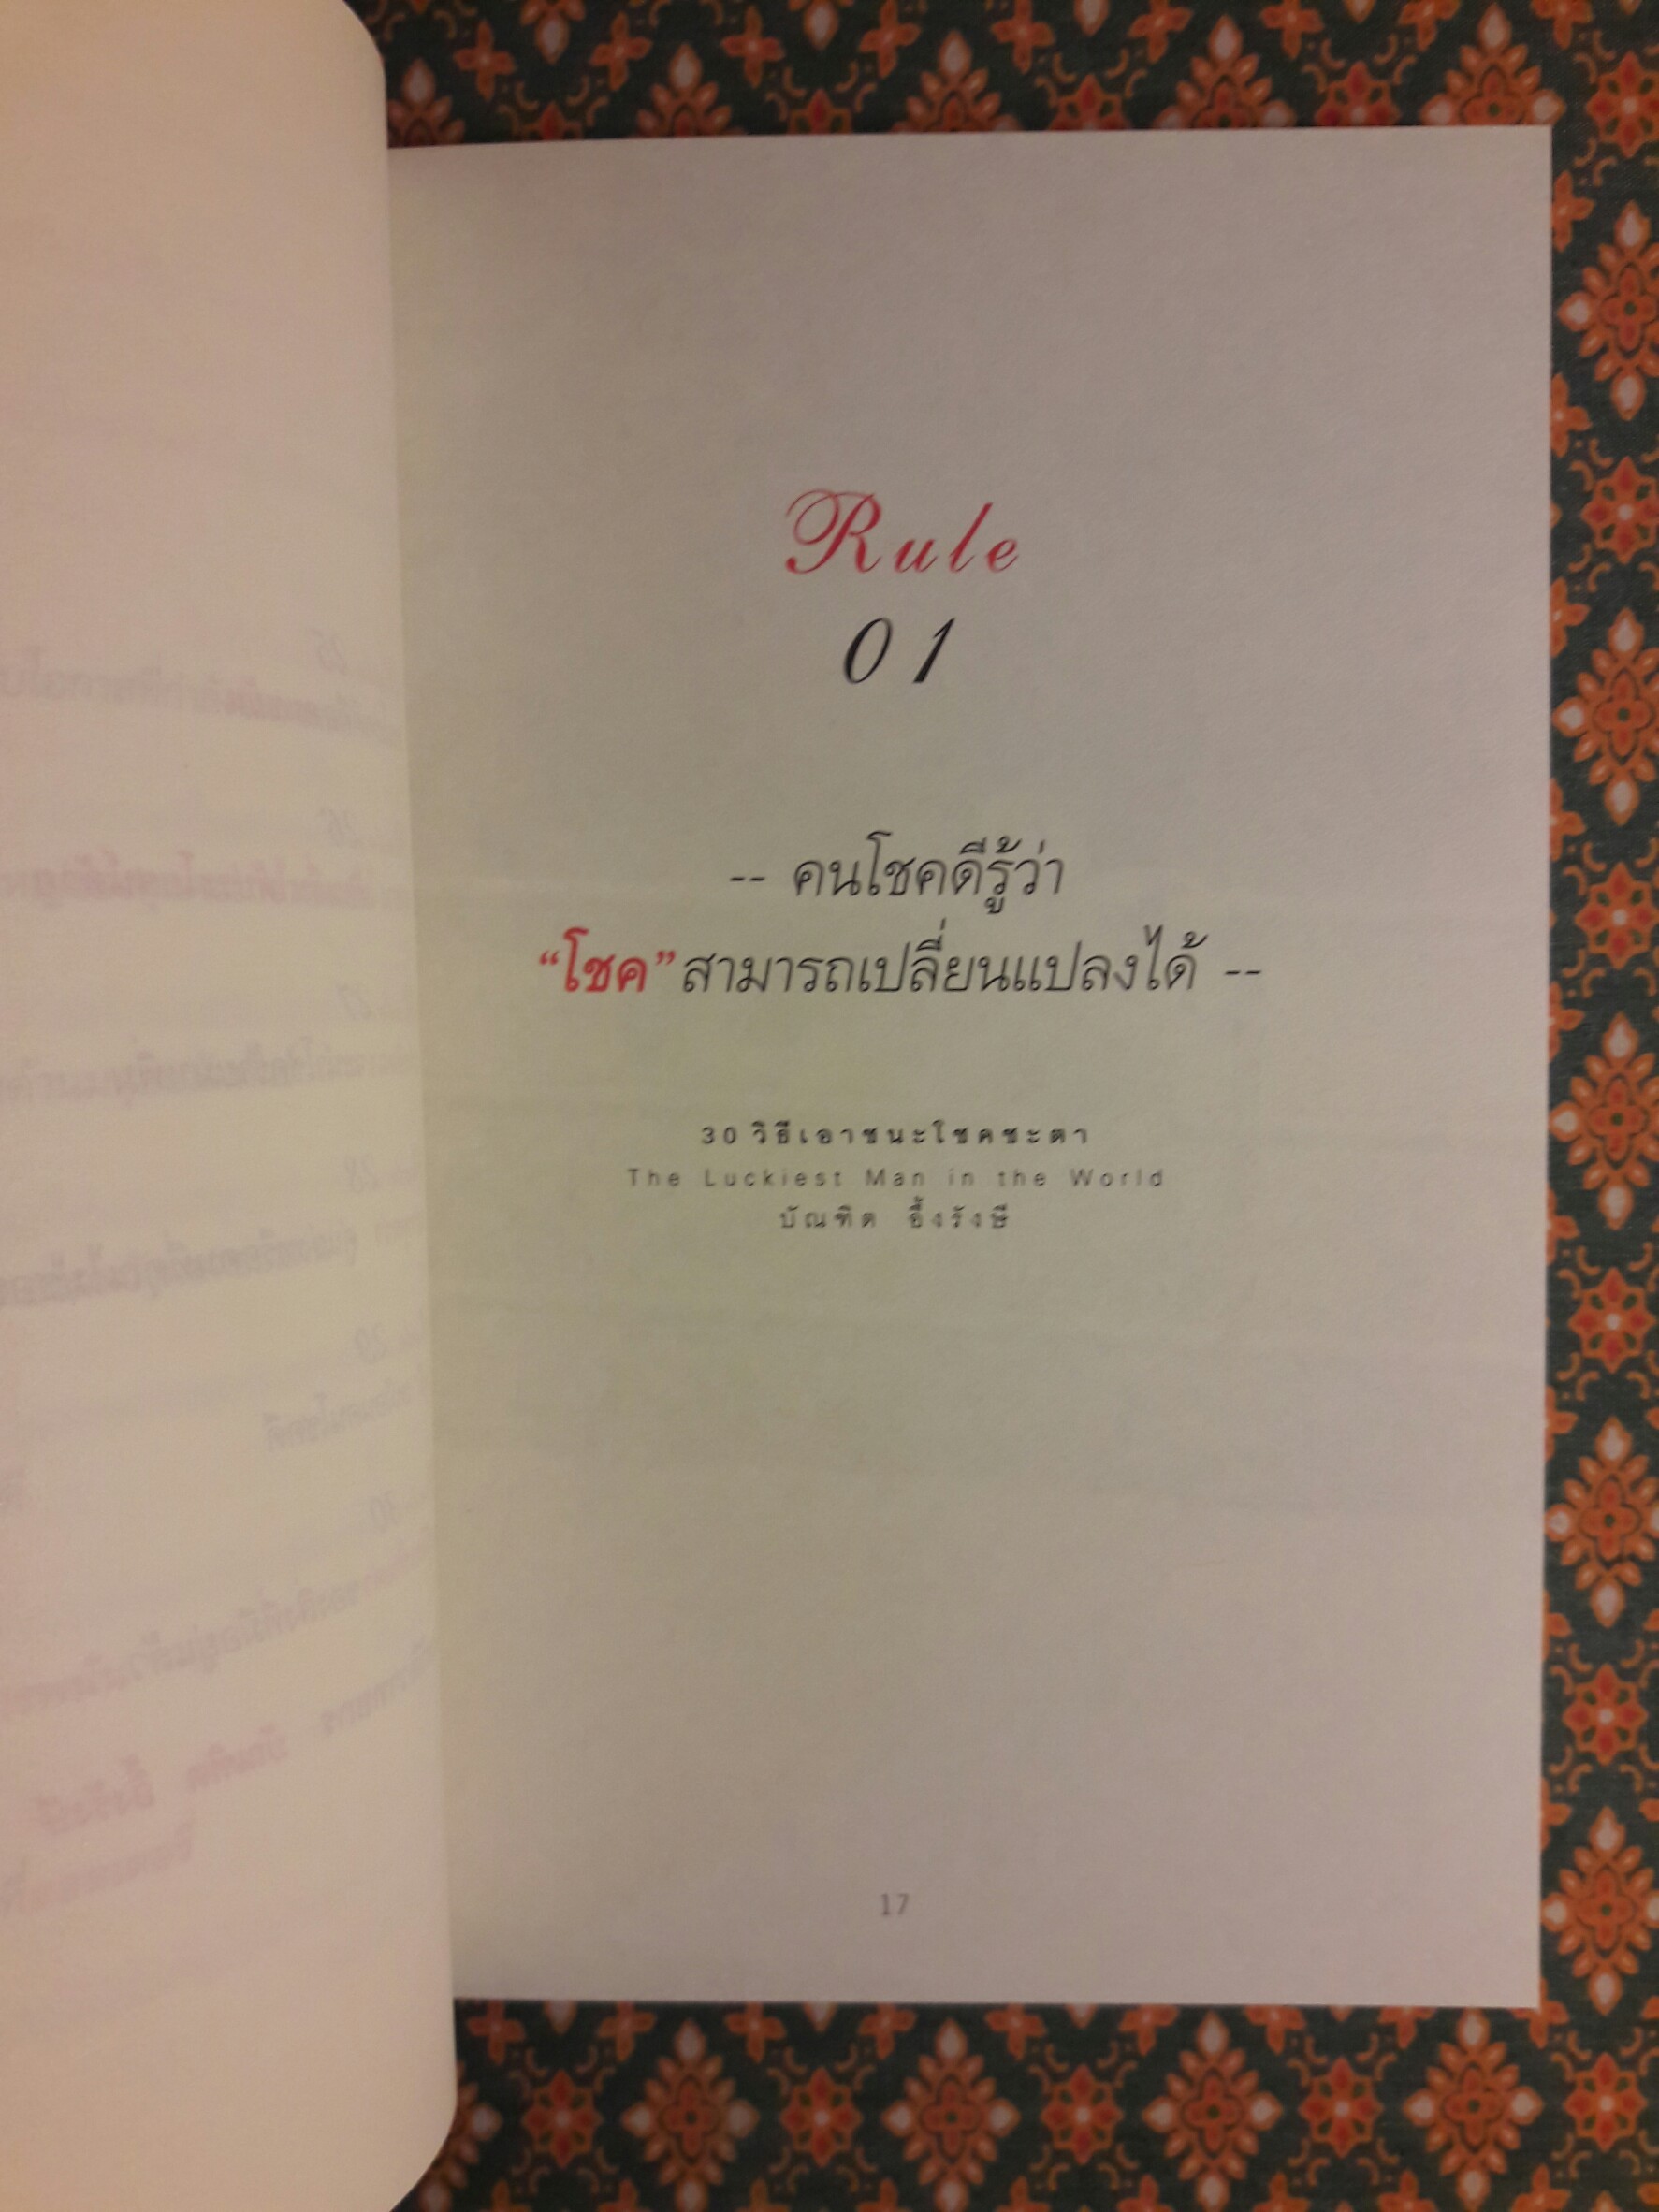 Rule
01
-- คนโชคดีรู้ว่า
“โชค” สามารถเปลี่ยนแปลงได้ --
30 วิธีเอาชนะโชคชะตา
The Luckiest Man in the World
บัณฑิต อึ้งรังษี
17